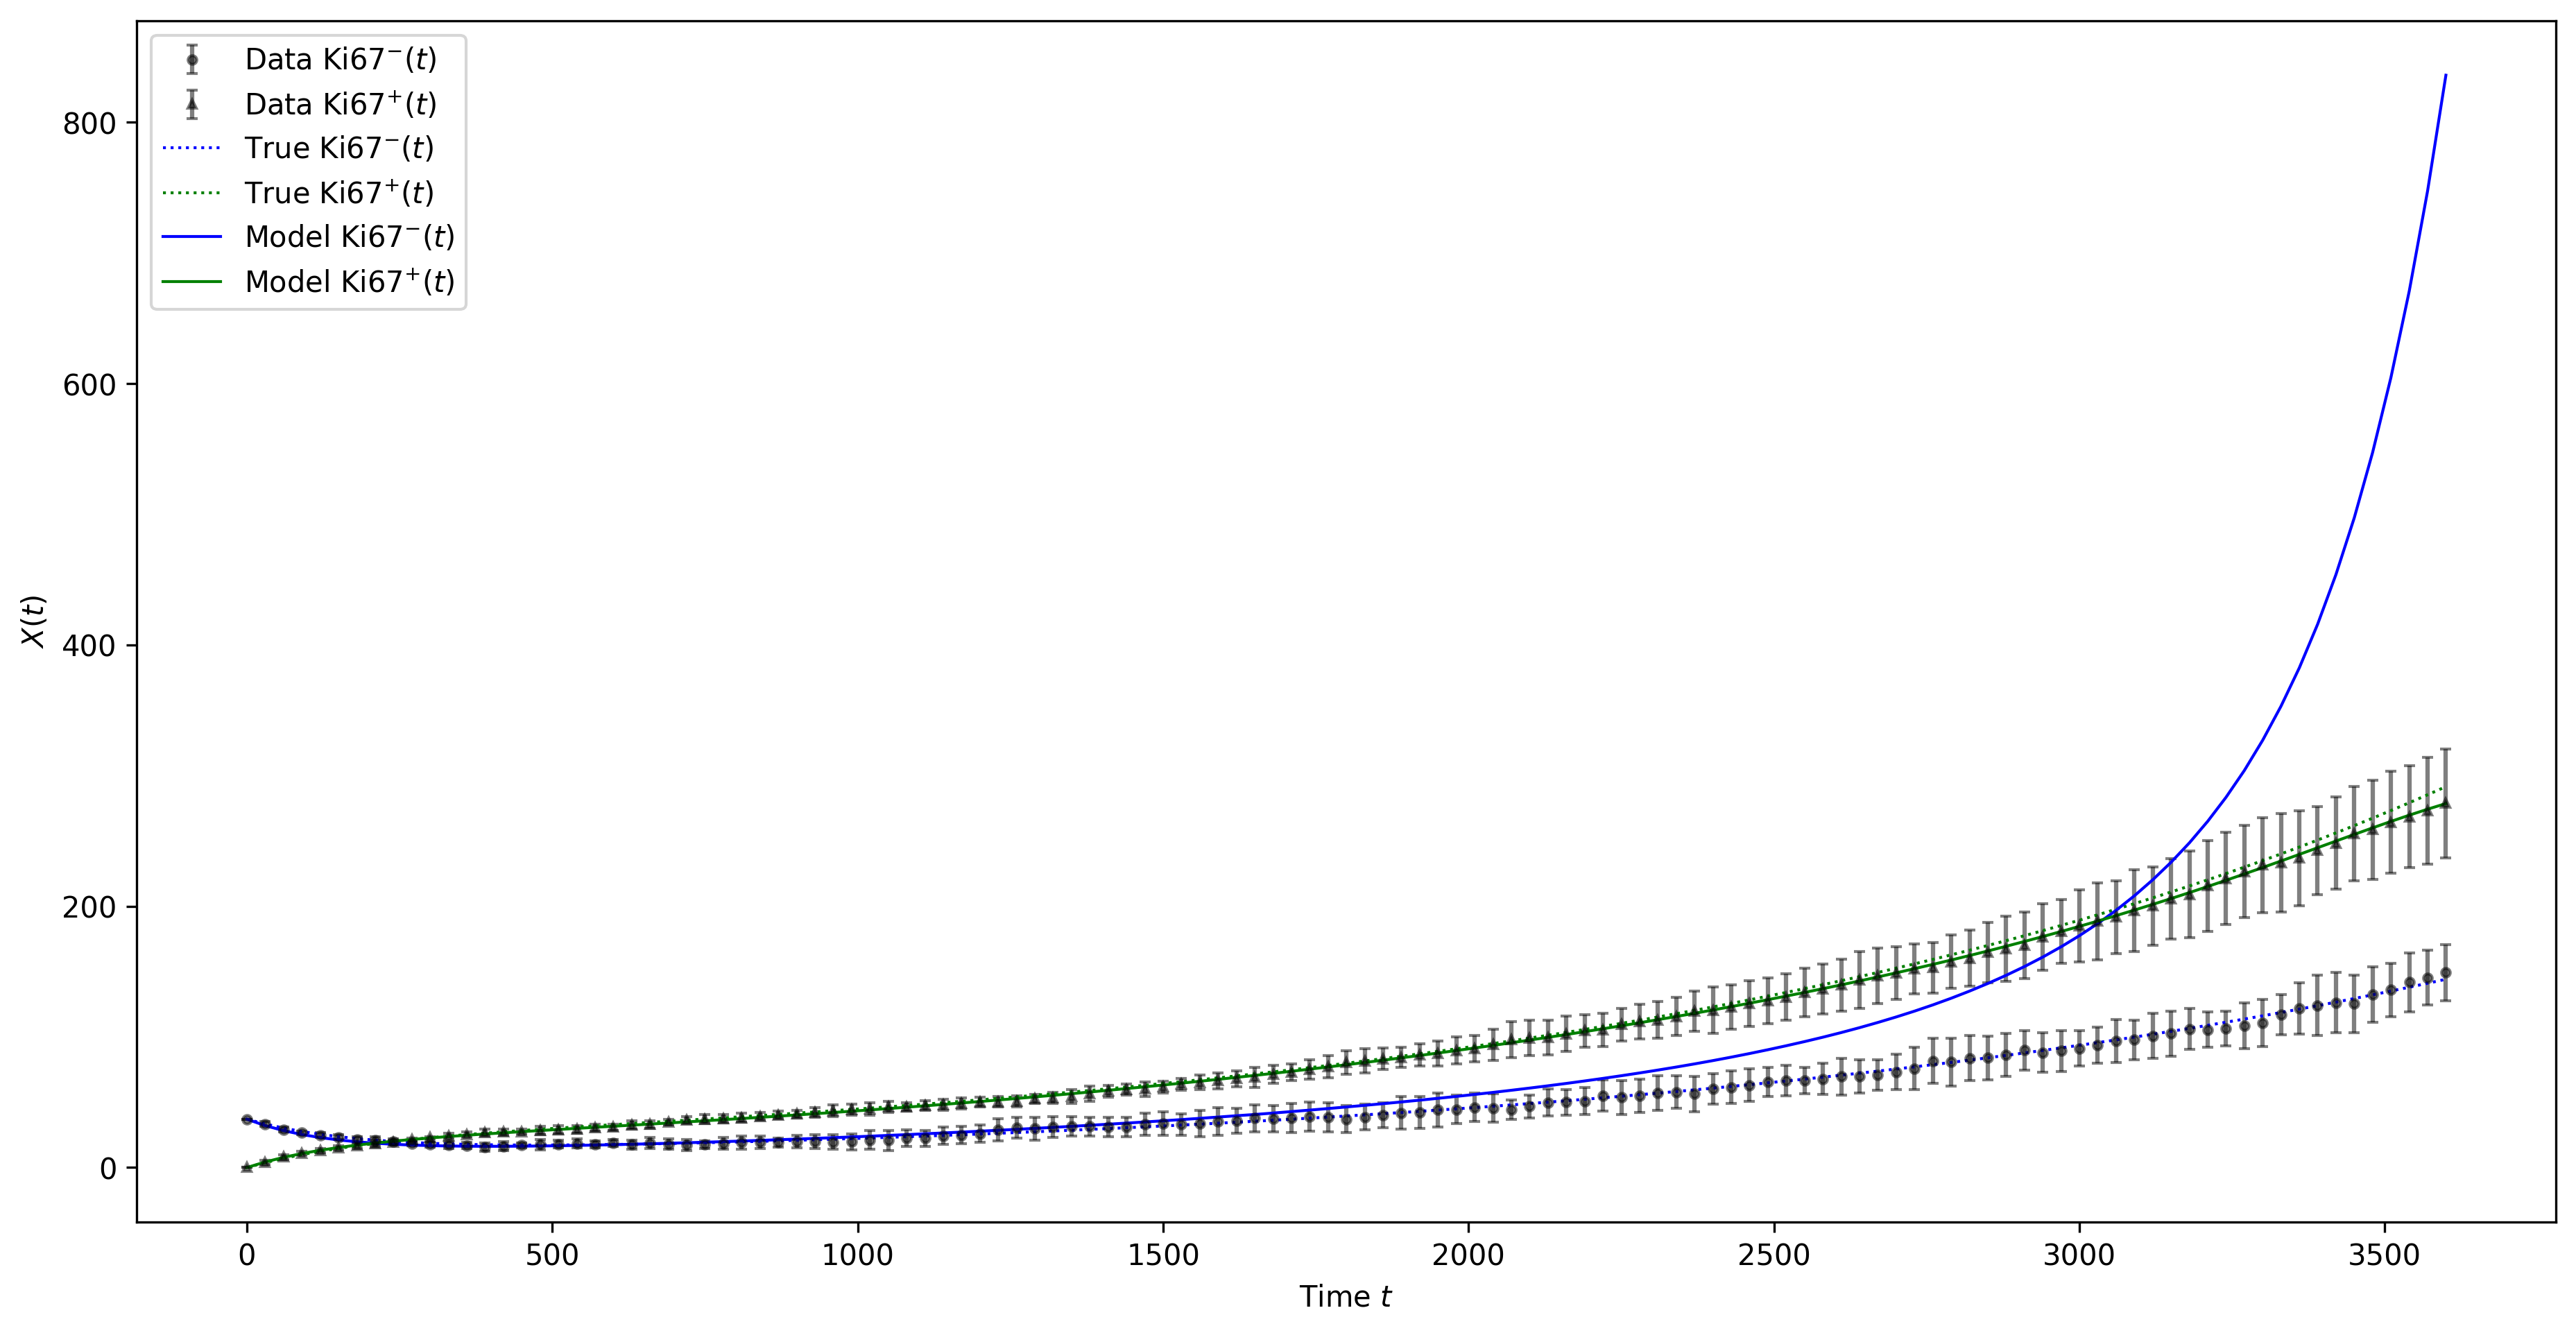 Data Ki67⁻(t)
Data Ki67⁺(t)
True Ki67⁻(t)
True Ki67⁺(t)
Model Ki67⁻(t)
Model Ki67⁺(t)
800
600
400
200
0
X(t)
0 500 1000 1500 2000 2500 3000 3500
Time t